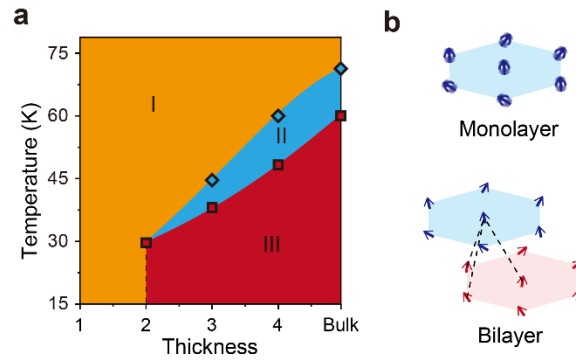 a
75
60
45
30
15
Temperature (K)
I
II
III
1
2
3
4
Bulk
Thickness
b
Monolayer
Bilayer